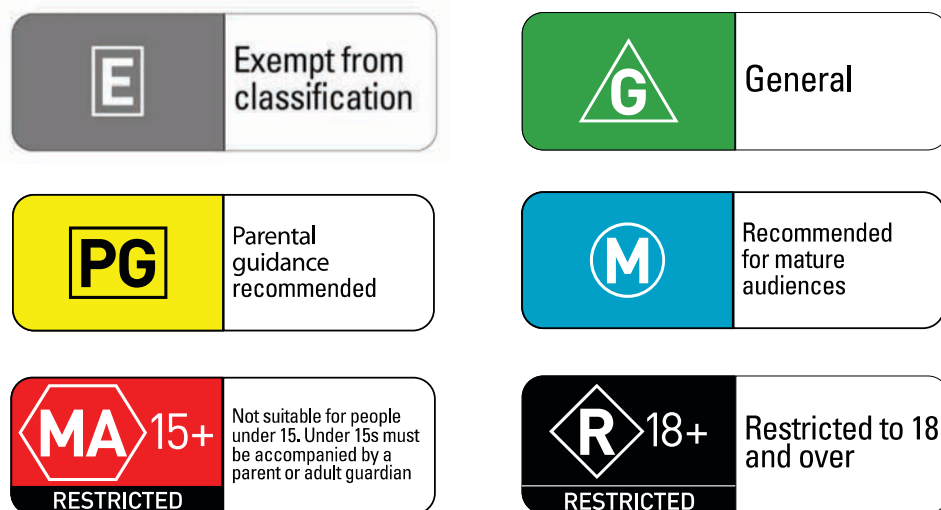 E
Exempt from
classification
G
General
PG
Parental
guidance
recommended
M
Recommended
for mature
audiences
MA 15+
RESTRICTED
Not suitable for people
under 15. Under 15s must
be accompanied by a
parent or adult guardian
R 18+
RESTRICTED
Restricted to 18
and over